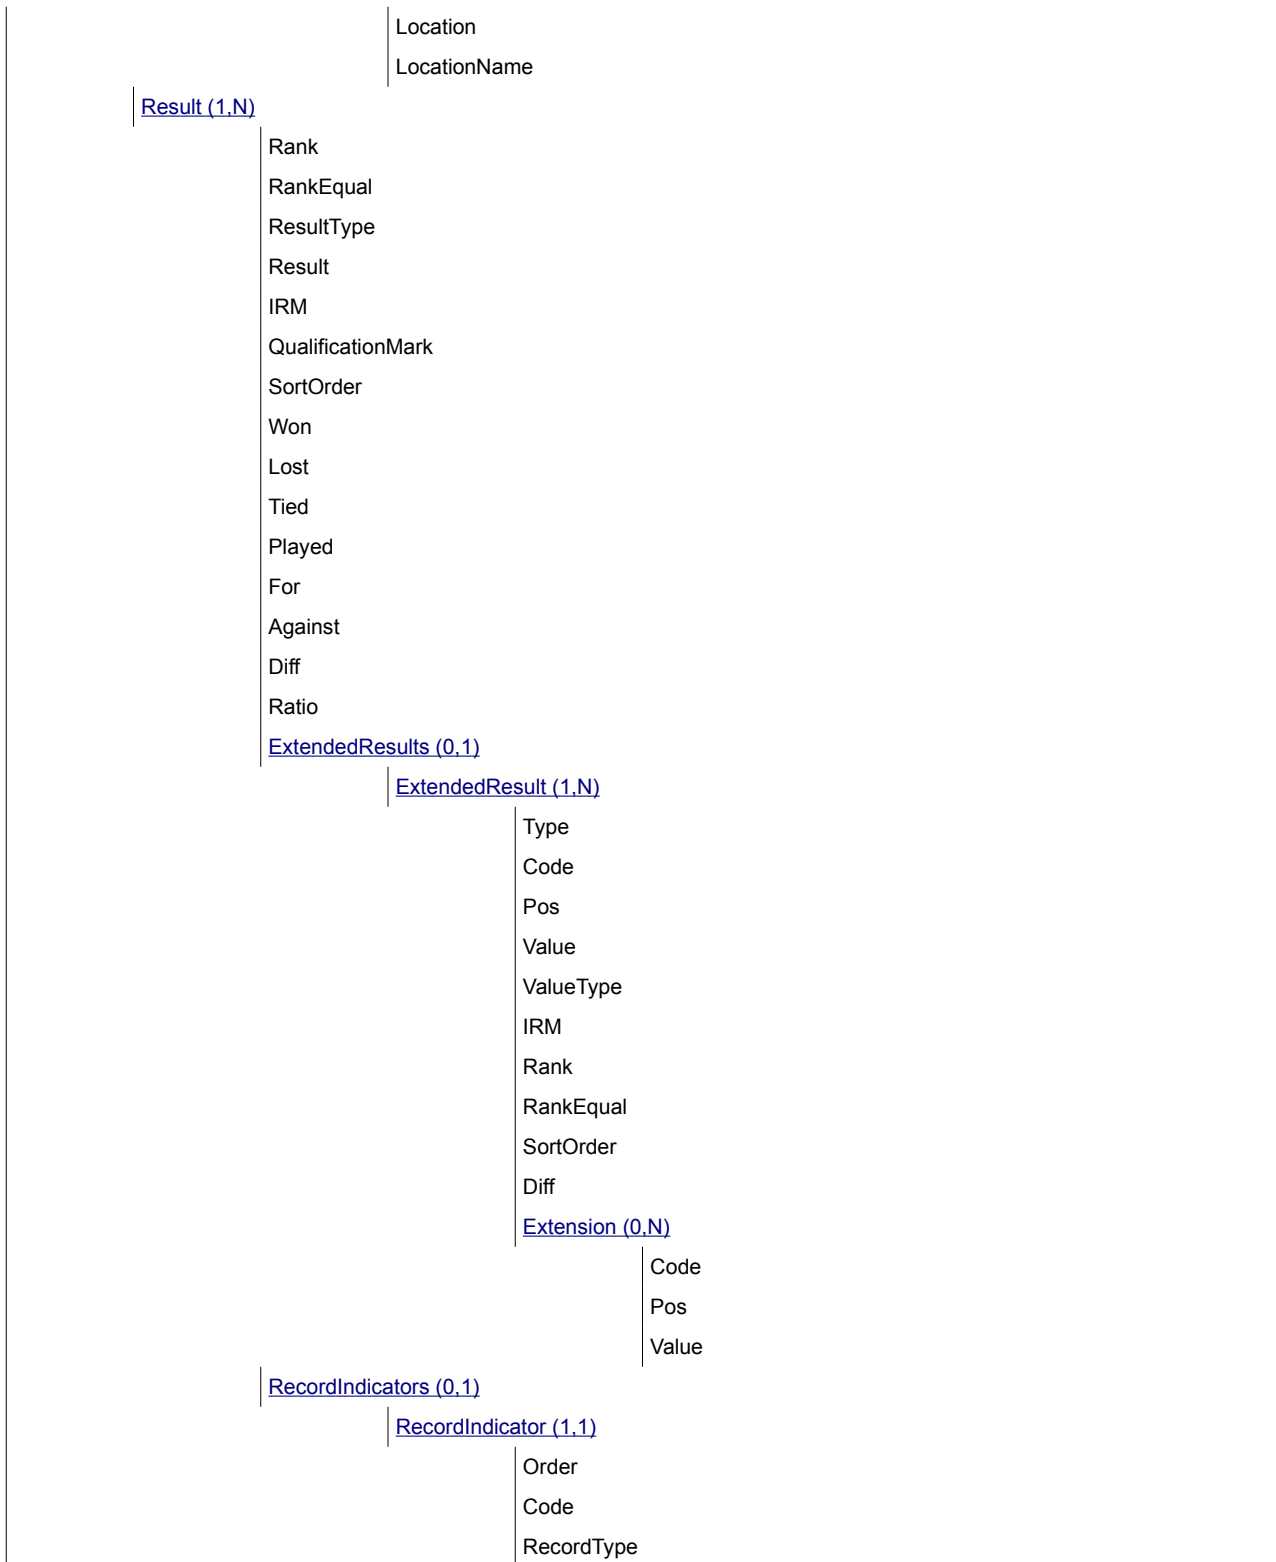 Location
LocationName
Result (1,N)
Rank
RankEqual
ResultType
Result
IRM
QualificationMark
SortOrder
Won
Lost
Tied
Played
For
Against
Diff
Ratio
ExtendedResults (0,1)
ExtendedResult (1,N)
Type
Code
Pos
Value
ValueType
IRM
Rank
RankEqual
SortOrder
Diff
Extension (0,N)
Code
Pos
Value
RecordIndicators (0,1)
RecordIndicator (1,1)
Order
Code
RecordType